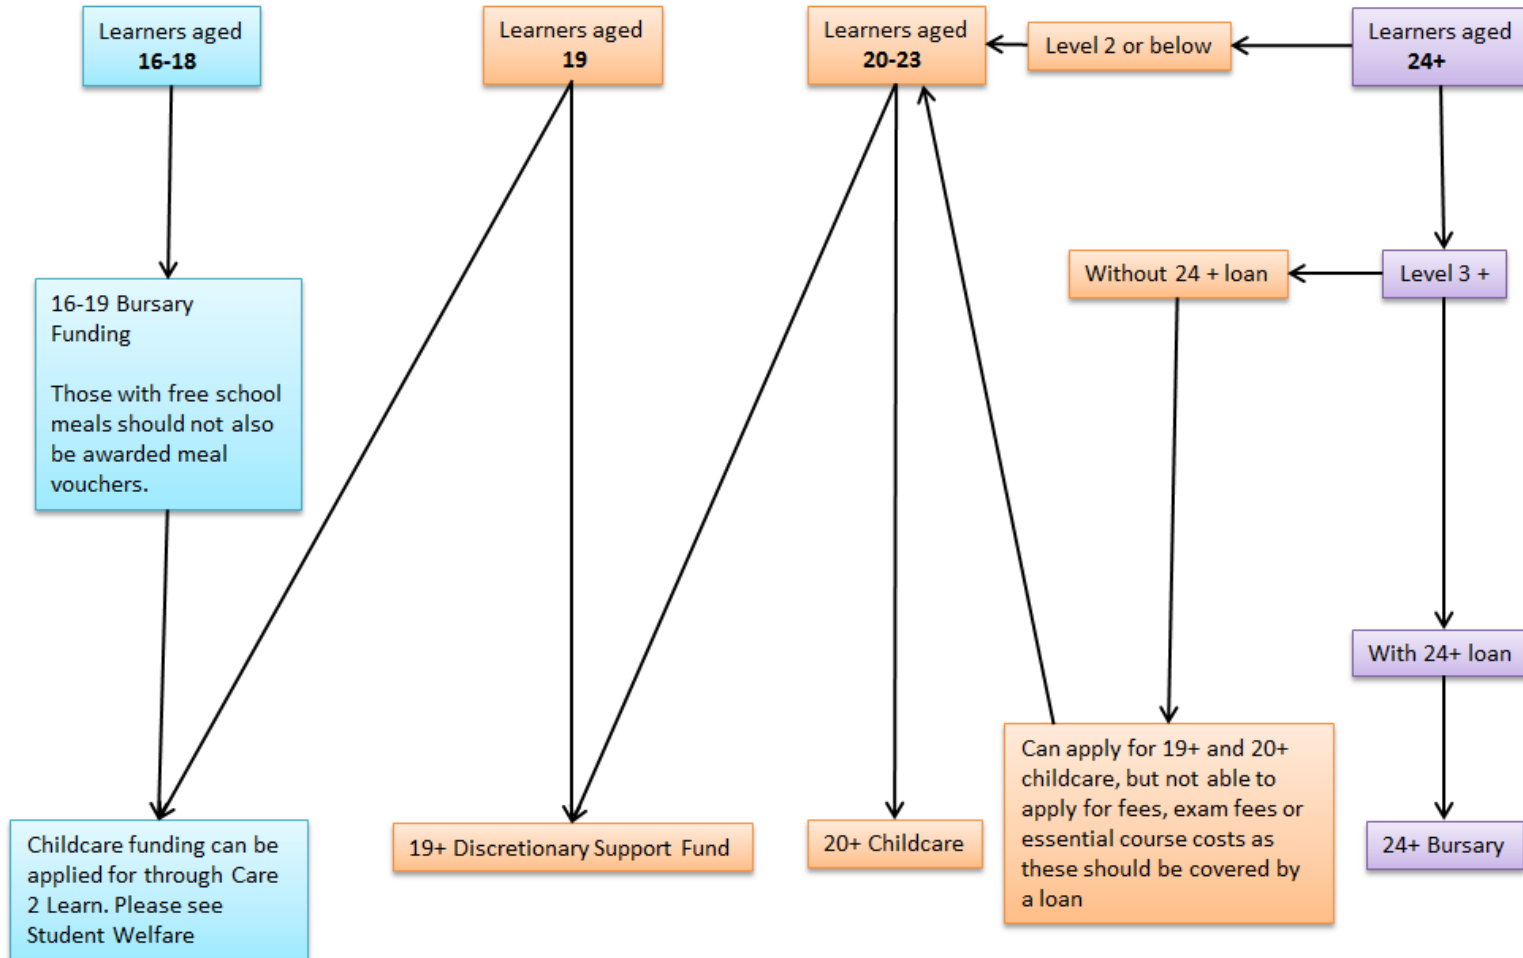 Learners aged
16-18
Learners aged
19
Learners aged
20-23
Level 2 or below
Learners aged
24+
Without 24 + loan
Level 3 +
16-19 Bursary
Funding
Those with free school
meals should not also
be awarded meal
vouchers.
With 24+ loan
Can apply for 19+ and 20+
childcare, but not able to
apply for fees, exam fees or
essential course costs as
these should be covered by
a loan
Childcare funding can be
applied for through Care
2 Learn. Please see
Student Welfare
19+ Discretionary Support Fund
20+ Childcare
24+ Bursary